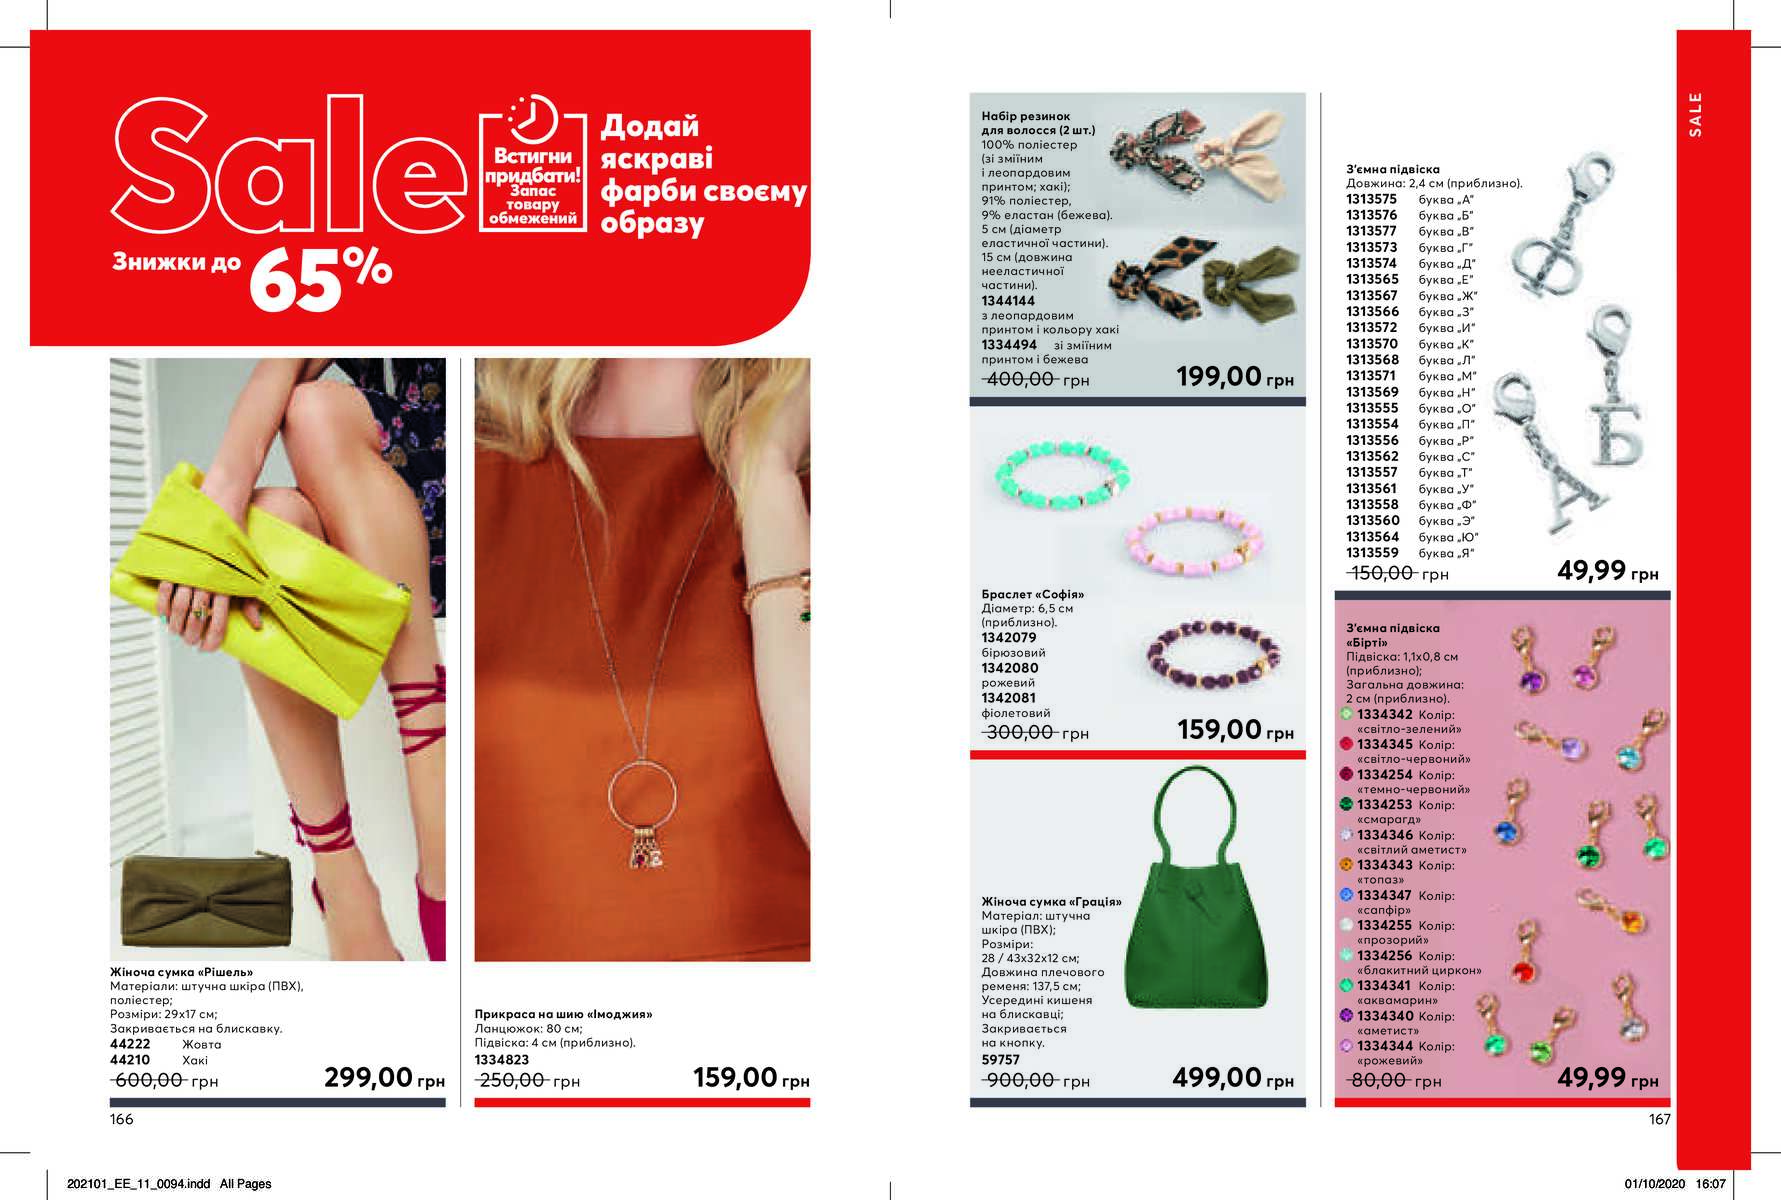 Sale
Встигни
придбати!
Запас
товару
обмежений
Додай
яскраві
фарби своєму
образу
Знижки до 65%
Жіноча сумка «Рішель»
Матеріали: штучна шкіра (ПВХ),
поліестер;
Розміри: 29х17 см;
Закривається на блискавку.
44222 Жовта
44210 Хакі
600,00 грн 299,00 грн
166
Прикраса на шию «Імоджия»
Ланцюжок: 80 см;
Підвіска: 4 см (приблизно).
1334823
250,00 грн 159,00 грн
Набір резинок
для волосся (2 шт.)
100% поліестер
(зі зміїним
і леопардовим
принтом; хакі);
91% поліестер,
9% еластан (бежева).
5 см (діаметр
еластичної частини).
15 см (довжина
нееластичної
частини).
1344144
з леопардовим
принтом і кольору хакі
1334494 зі зміїним
принтом і бежева
400,00 грн 199,00 грн
Браслет «Софія»
Діаметр: 6,5 см
(приблизно).
1342079
бірюзовий
1342080
рожевий
1342081
фіолетовий
300,00 грн 159,00 грн
Жіноча сумка «Грація»
Матеріал: штучна
шкіра (ПВХ);
Розміри:
28 / 43х32х12 см;
Довжина плечового
ременя: 137,5 см;
Усередині кишеня
на блискавці;
Закривається
на кнопку.
59757
900,00 грн 499,00 грн
З’ємна підвіска
Довжина: 2,4 см (приблизно).
1313575 буква „А“
1313576 буква „Б“
1313577 буква „В“
1313573 буква „Г“
1313574 буква „Д“
1313565 буква „Е“
1313567 буква „Ж“
1313566 буква „З“
1313572 буква „И“
1313570 буква „К“
1313568 буква „Л“
1313571 буква „М“
1313569 буква „Н“
1313555 буква „О“
1313554 буква „П“
1313556 буква „Р“
1313562 буква „С“
1313557 буква „Т“
1313561 буква „У“
1313558 буква „Ф“
1313560 буква „Э“
1313564 буква „Ю“
1313559 буква „Я“
150,00 грн 49,99 грн
Ф
Б
А
З’ємна підвіска
«Бірті»
Підвіска: 1,1х0,8 см
(приблизно);
Загальна довжина:
2 см (приблизно).
1334342 Колір:
«світло-зелений»
1334345 Колір:
«світло-червоний»
1334254 Колір:
«темно-червоний»
1334253 Колір:
«смарагд»
1334346 Колір:
«світлий аметист»
1334343 Колір:
«топаз»
1334347 Колір:
«сапфір»
1334255 Колір:
«прозорий»
1334256 Колір:
«блакитний циркон»
1334341 Колір:
«аквамарин»
1334340 Колір:
«аметист»
1334344 Колір:
«рожевий»
80,00 грн 49,99 грн
167
SALE
202101_EE_11_0094.indd All Pages
01/10/2020 16:07